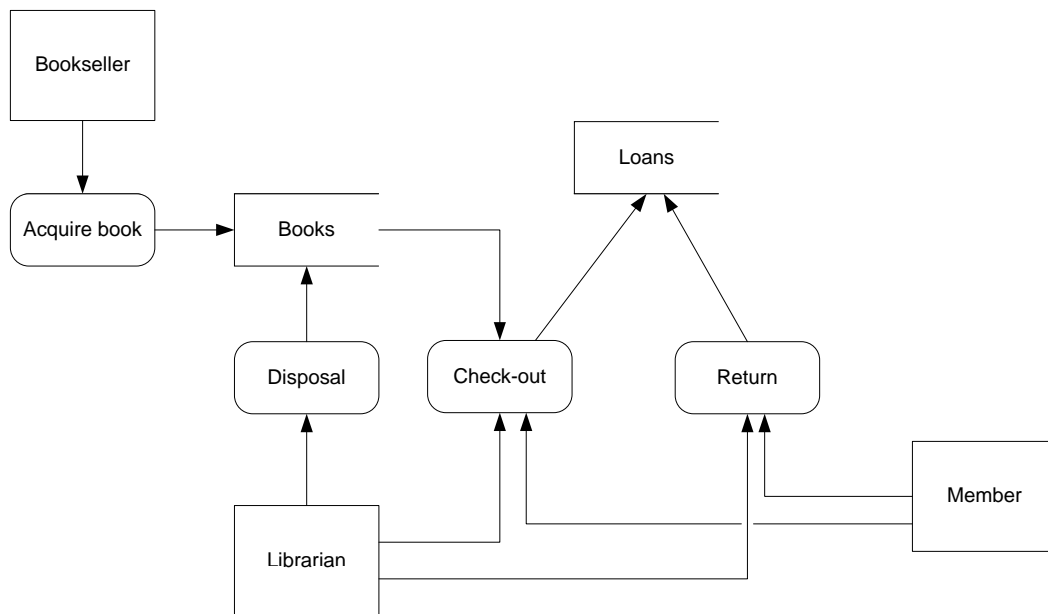 Bookseller
Loans
Acquire book
Books
Disposal
Check-out
Return
Member
Librarian